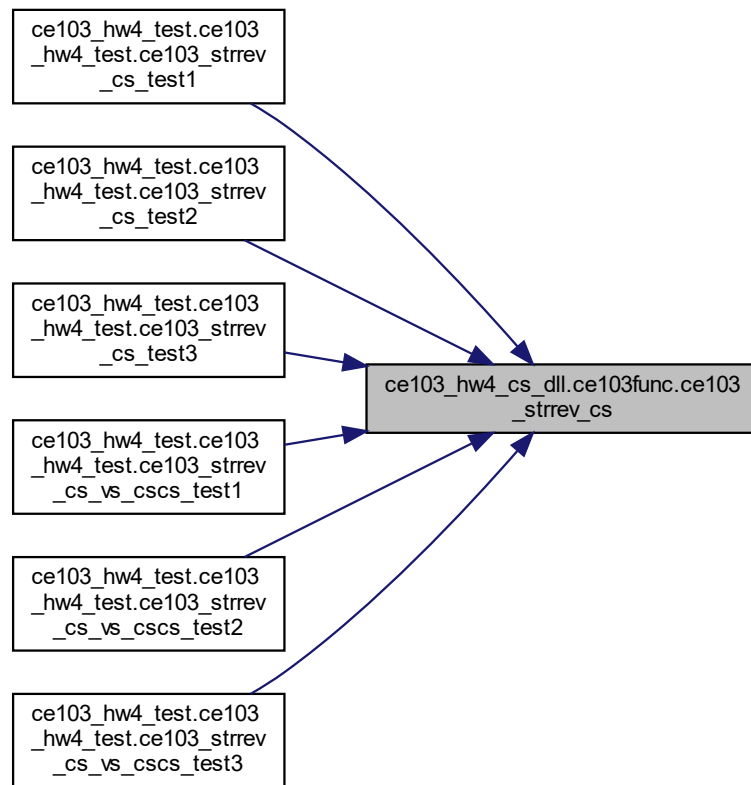 ce103_hw4_test.ce103
_hw4_test.ce103_strrev
_cs_test1
ce103_hw4_test.ce103
_hw4_test.ce103_strrev
_cs_test2
ce103_hw4_test.ce103
_hw4_test.ce103_strrev
_cs_test3
ce103_hw4_cs_dll.ce103func.ce103
_strrev_cs
ce103_hw4_test.ce103
_hw4_test.ce103_strrev
_cs_vs_cscs_test1
ce103_hw4_test.ce103
_hw4_test.ce103_strrev
_cs_vs_cscs_test2
ce103_hw4_test.ce103
_hw4_test.ce103_strrev
_cs_vs_cscs_test3